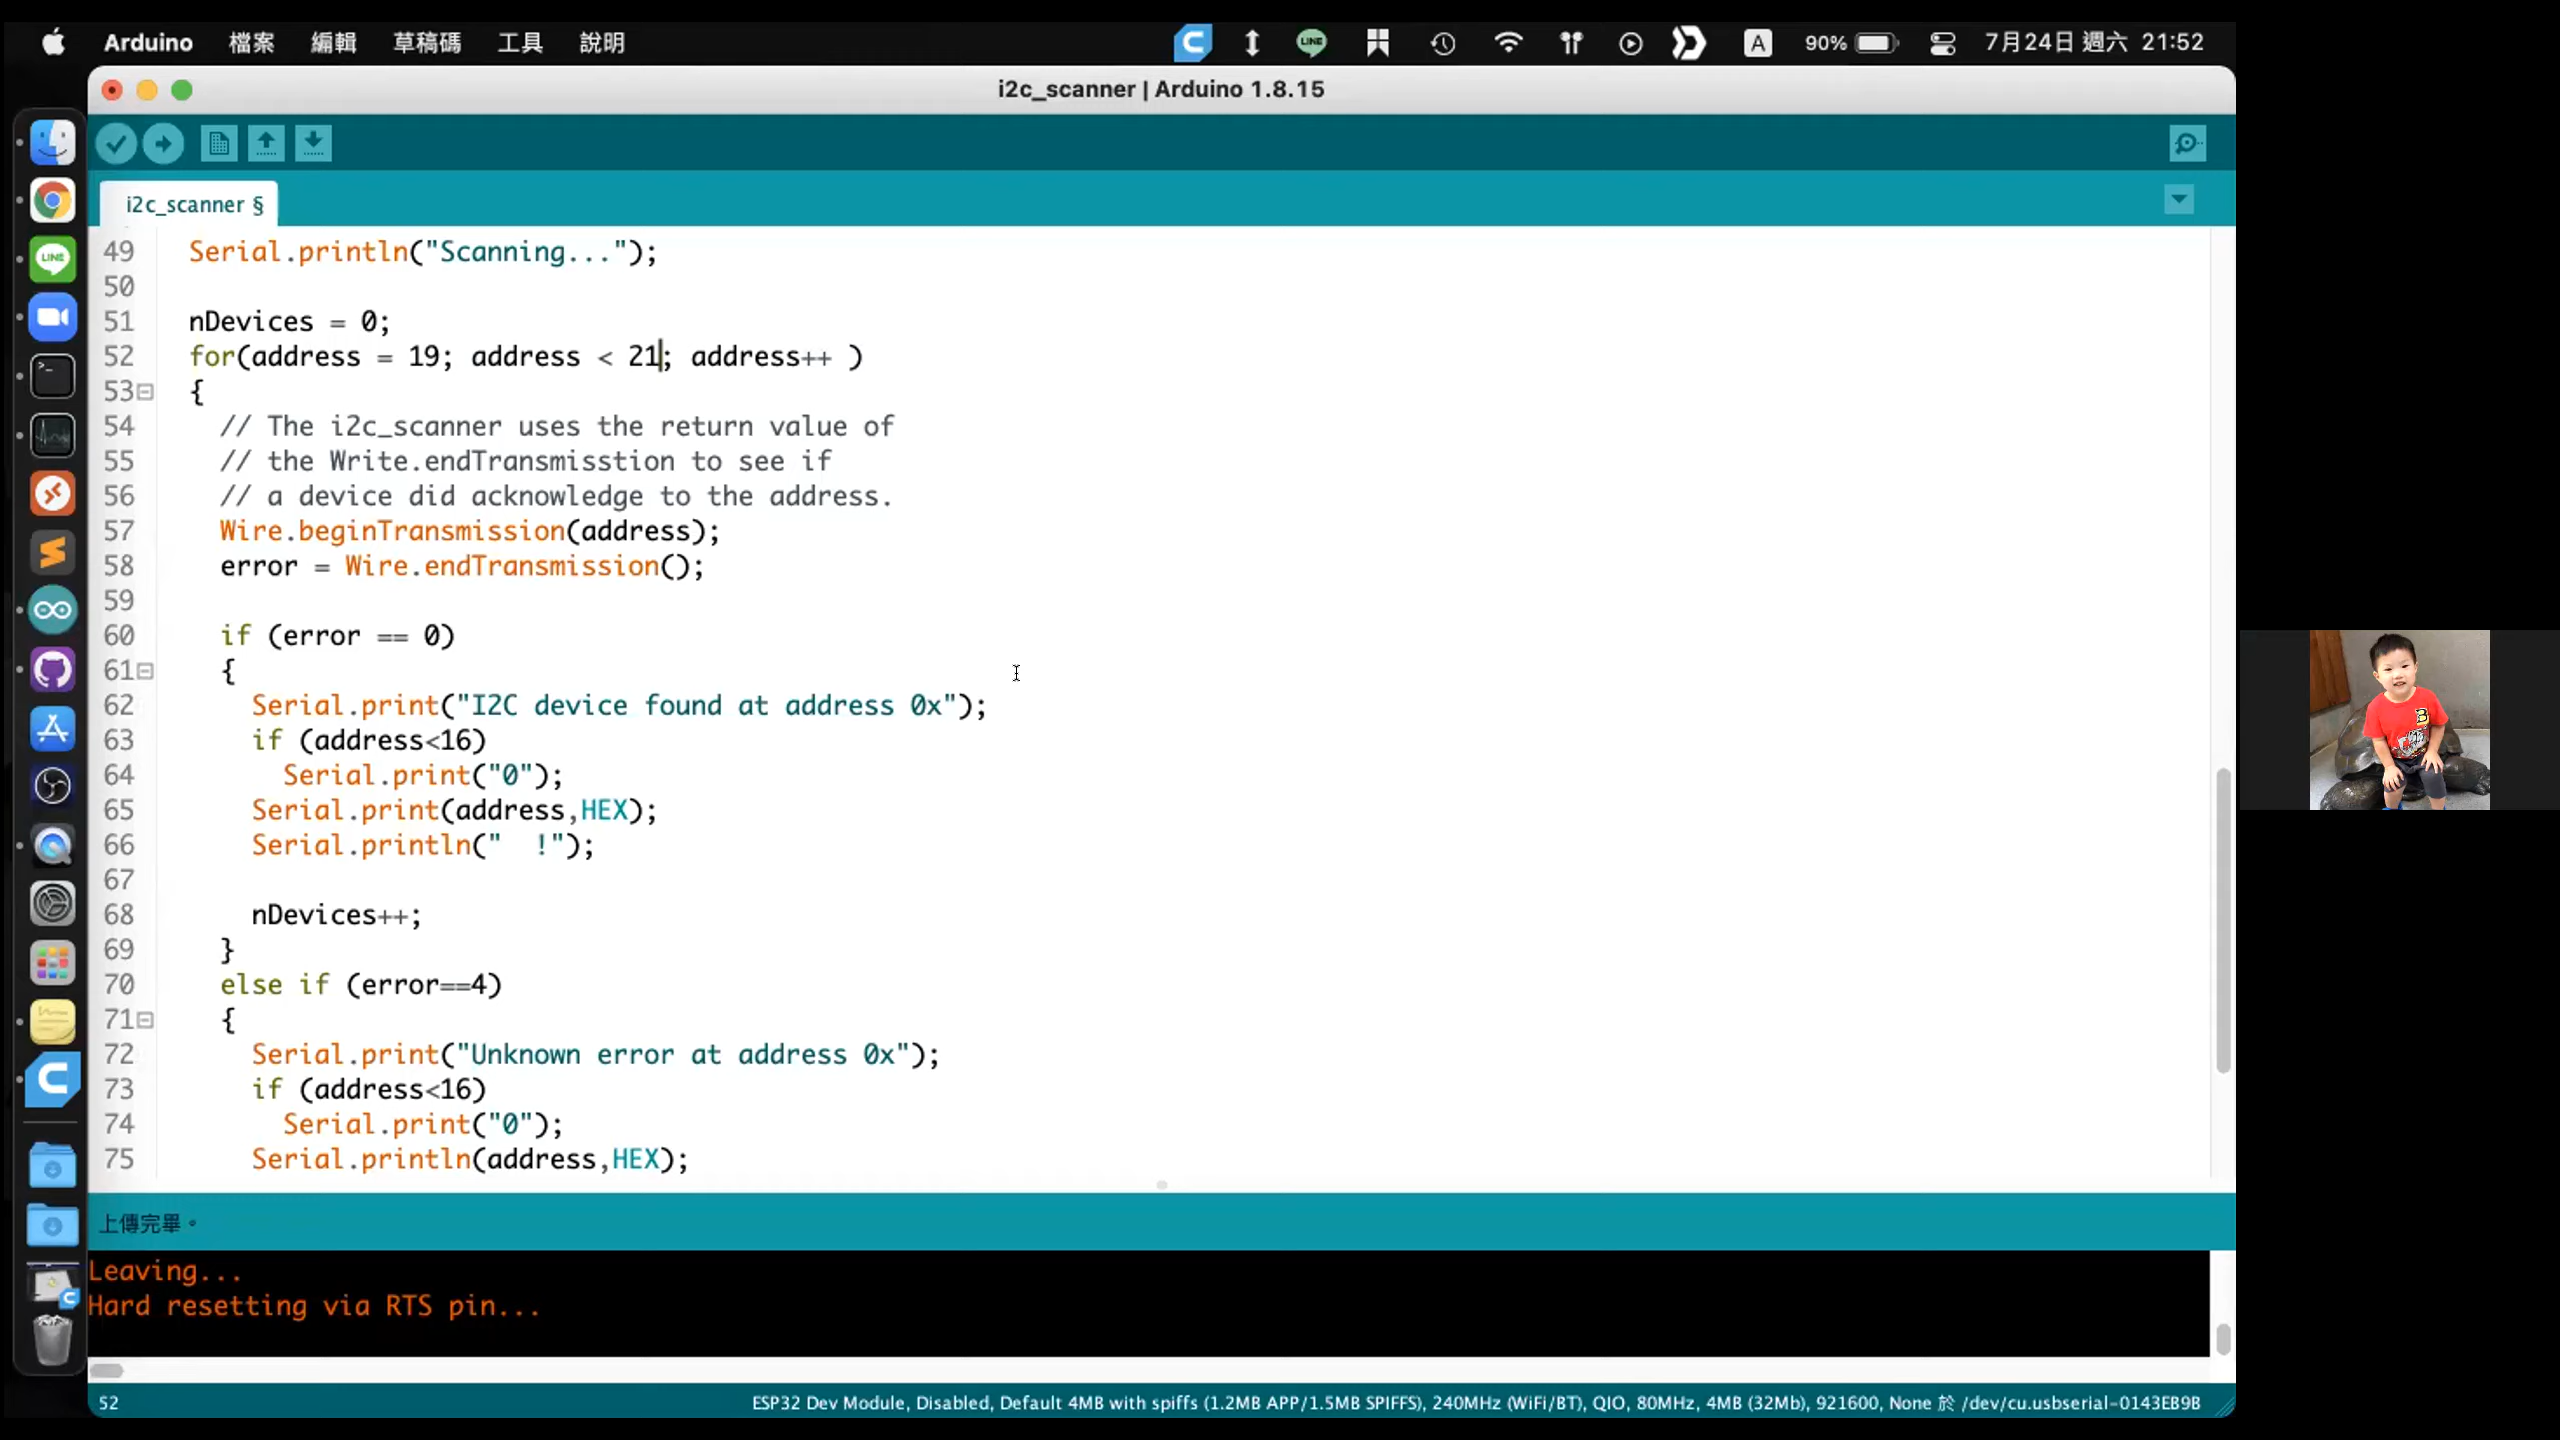 Arduino 檔案 編輯 草稿碼 工具 說明 LINE A 90% 7月24日 週六 21:52
i2c_scanner | Arduino 1.8.15
i2c_scanner §
49 Serial.println("Scanning...");
50
51 nDevices = 0;
52 for(address = 19; address < 21; address++ )
53 {
54 // The i2c_scanner uses the return value of
55 // the Write.endTransmisstion to see if
56 // a device did acknowledge to the address.
57 Wire.beginTransmission(address);
58 error = Wire.endTransmission();
59
60 if (error == 0)
61 {
62 Serial.print("I2C device found at address 0x");
63 if (address<16)
64 Serial.print("0");
65 Serial.print(address,HEX);
66 Serial.println("  !");
67
68 nDevices++;
69 }
70 else if (error==4)
71 {
72 Serial.print("Unknown error at address 0x");
73 if (address<16)
74 Serial.print("0");
75 Serial.println(address,HEX);
上傳完畢。
Leaving...
Hard resetting via RTS pin...
52 ESP32 Dev Module, Disabled, Default 4MB with spiffs (1.2MB APP/1.5MB SPIFFS), 240MHz (WiFi/BT), QIO, 80MHz, 4MB (32Mb), 921600, None 於 /dev/cu.usbserial-0143EB9B
LINE